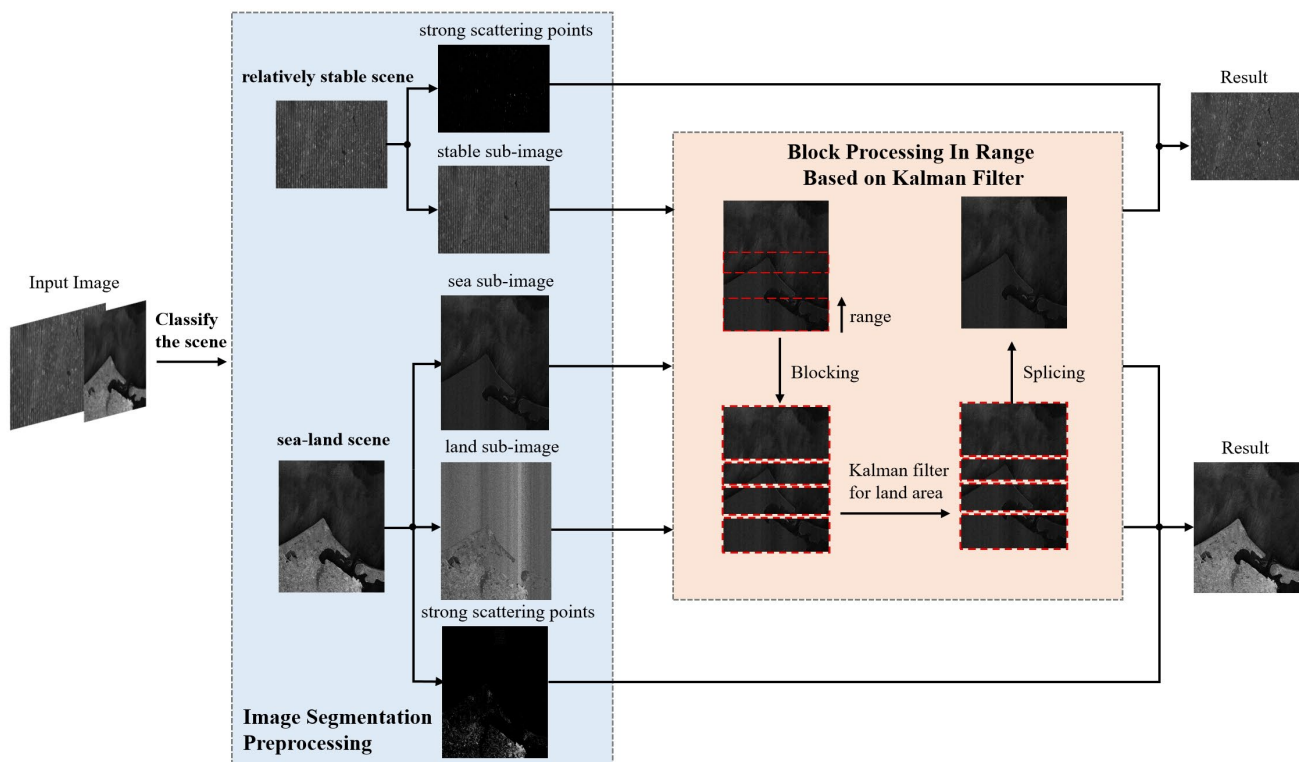 strong scattering points
relatively stable scene
Result
stable sub-image
Block Processing In Range
Based on Kalman Filter
Input Image
sea sub-image
Classify
the scene
range
Blocking
Splicing
sea-land scene
land sub-image
Kalman filter
for land area
Result
strong scattering points
Image Segmentation
Preprocessing